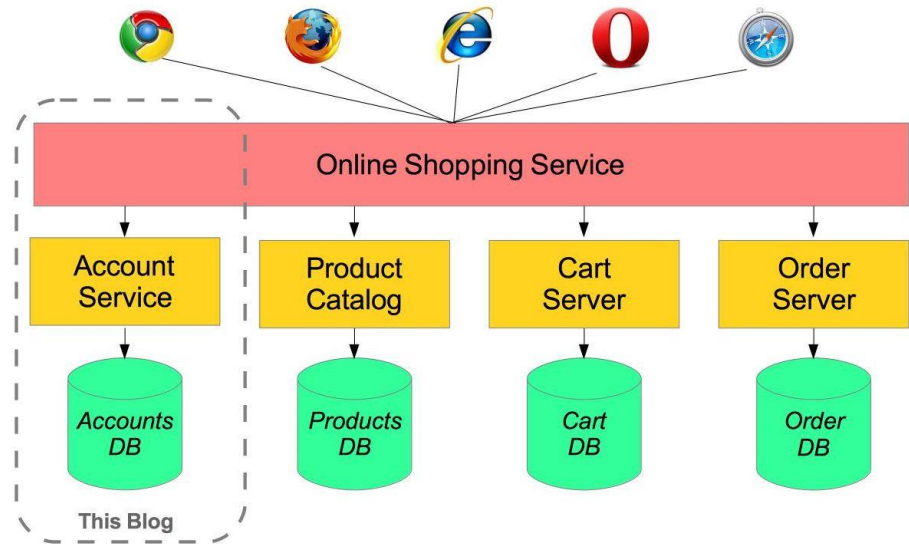 Online Shopping Service
Account
Service
Product
Catalog
Cart
Server
Order
Server
Accounts
DB
Products
DB
Cart
DB
Order
DB
This Blog